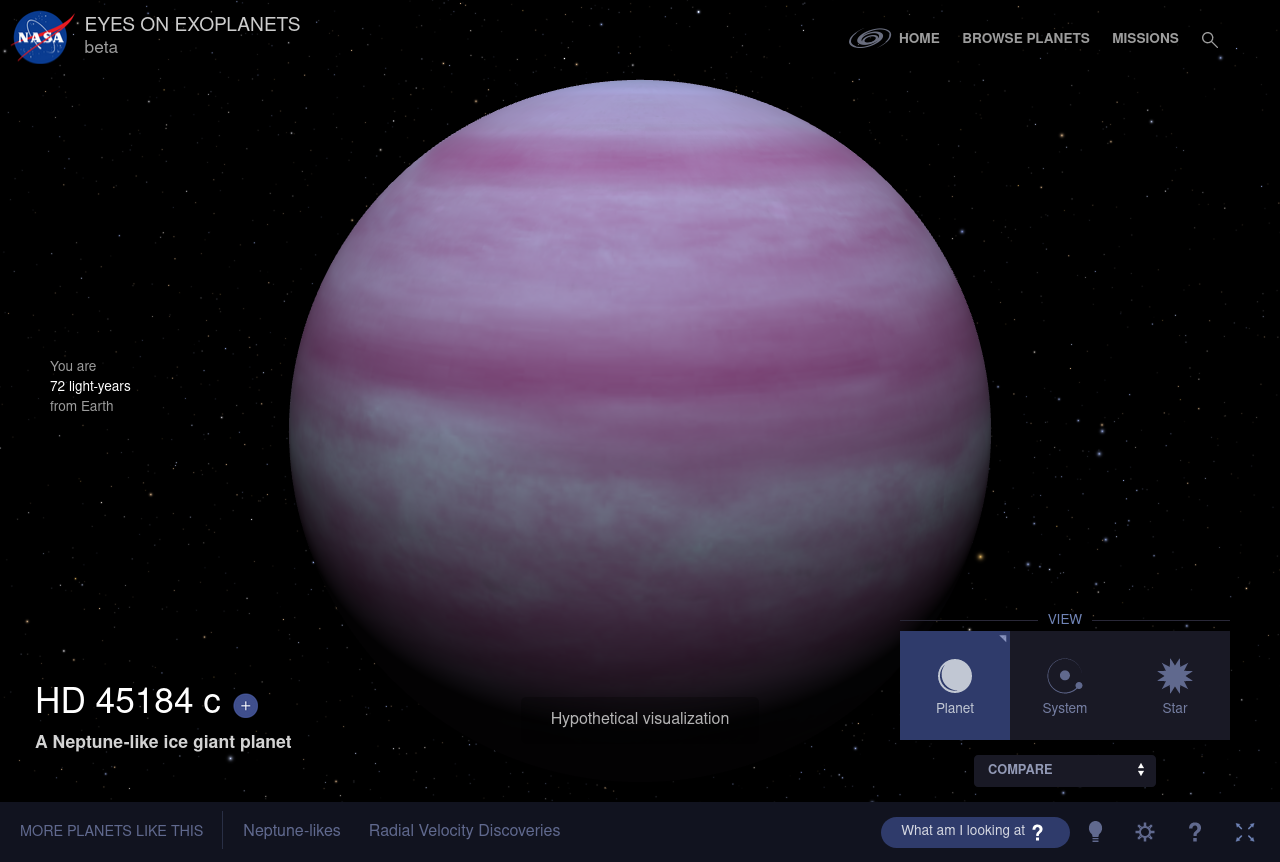 NASA
EYES ON EXOPLANETS
beta
HOME
BROWSE PLANETS
MISSIONS
You are
72 light-years
from Earth
VIEW
Planet
System
Star
HD 45184 c +
A Neptune-like ice giant planet
Hypothetical visualization
COMPARE
MORE PLANETS LIKE THIS
Neptune-likes
Radial Velocity Discoveries
What am I looking at ?
?